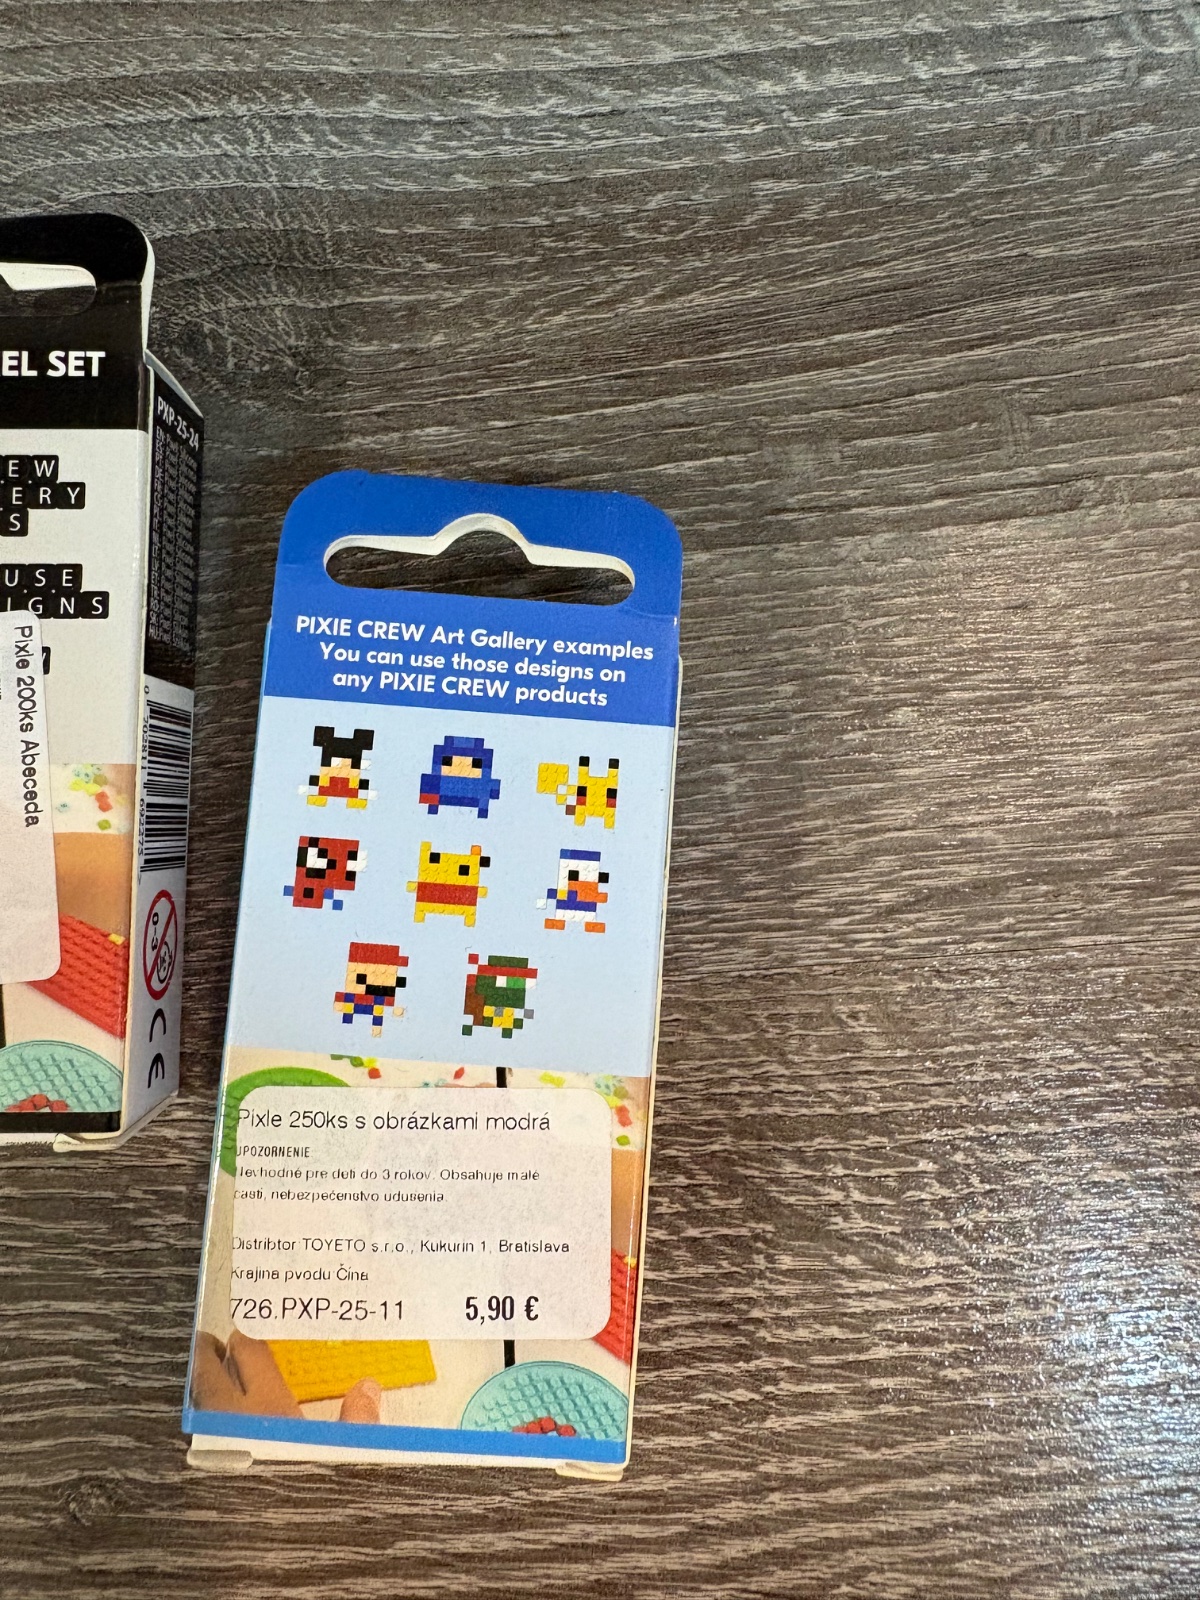 EL SET
EW
ERY
S
USE
IGNS
Pixle 200ks Abeceda
PXP-25-24
0-3
CE
PIXIE CREW Art Gallery examples
You can use those designs on
any PIXIE CREW products
Pixle 250ks s obrázkami modrá
UPOZORNENIE
Nevhodné pre deti do 3 rokov. Obsahuje malé
časti, nebezpečenstvo udusenia.
Distribtor TOYETO s.r.o., Kukurin 1, Bratislava
Krajina pvodu Čína
726.PXP-25-11 5,90 €